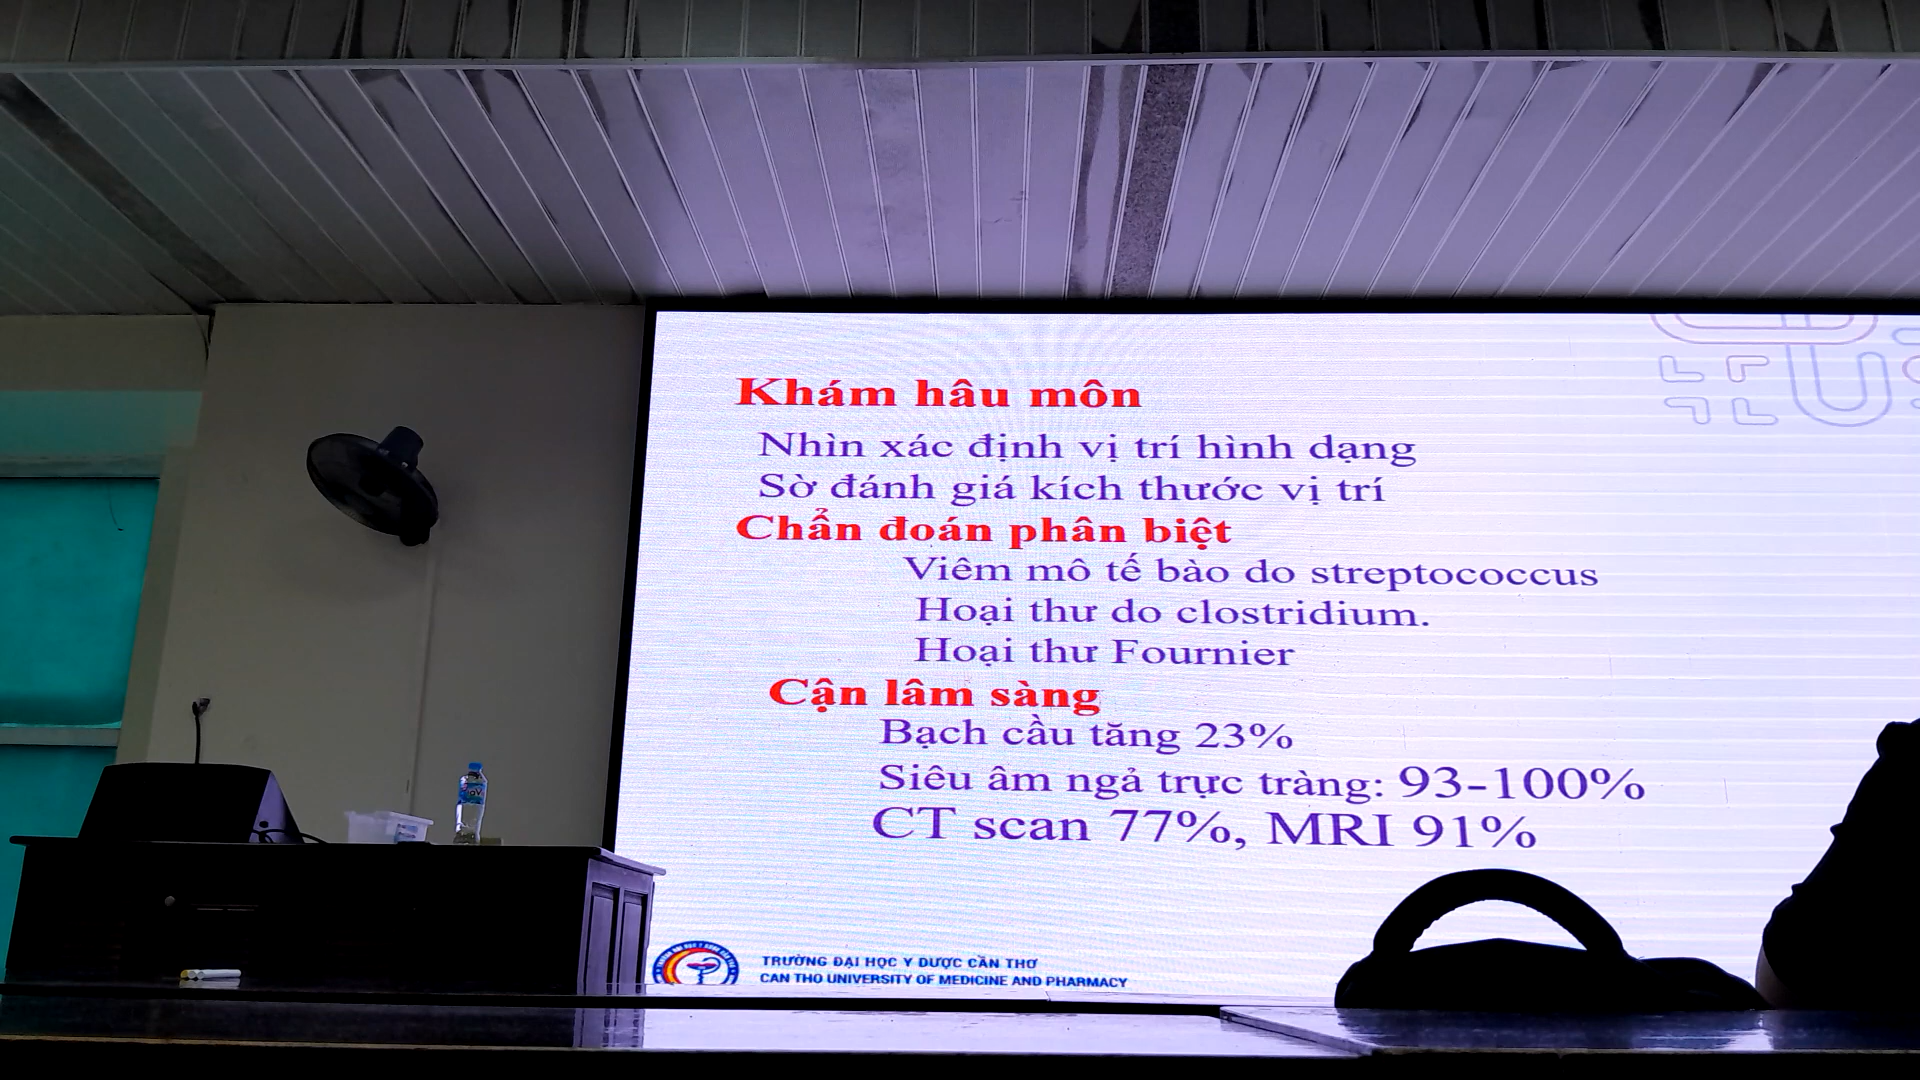 Khám hâu môn
Nhìn xác định vị trí hình dạng
Sờ đánh giá kích thước vị trí
Chẩn đoán phân biệt
Viêm mô tế bào do streptococcus
Hoại thư do clostridium.
Hoại thư Fournier
Cận lâm sàng
Bạch cầu tăng 23%
Siêu âm ngả trực tràng: 93-100%
CT scan 77%, MRI 91%
TRƯỜNG ĐẠI HỌC Y DƯỢC CẦN THƠ
CAN THO UNIVERSITY OF MEDICINE AND PHARMACY